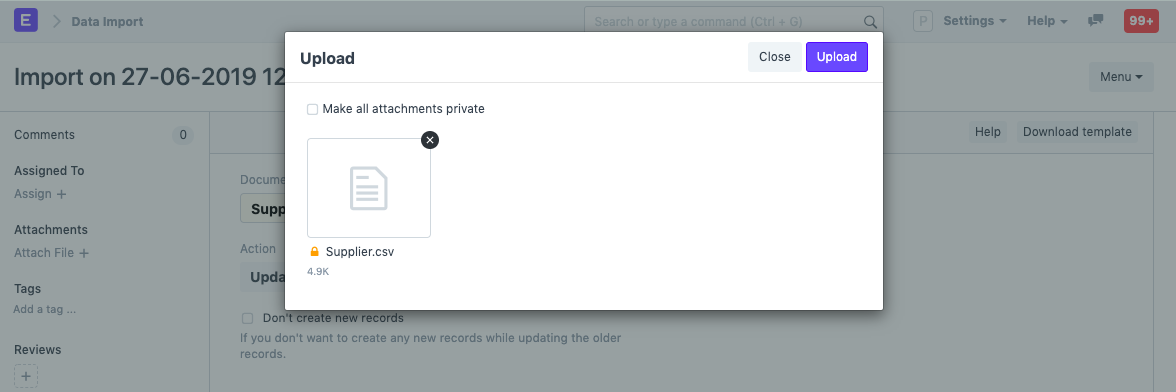 E
Data Import
Search or type a command (Ctrl + G)
P
Settings
Help
99+
Import on 27-06-2019 12
Menu
Upload
Close
Upload
Make all attachments private
Supplier.csv
4.9K
Comments
0
Assigned To
Assign +
Attachments
Attach File +
Tags
Add a tag ...
Reviews
+
Help
Download template
Docume
Supp
Action
Upda
Don't create new records
If you don't want to create any new records while updating the older
records.